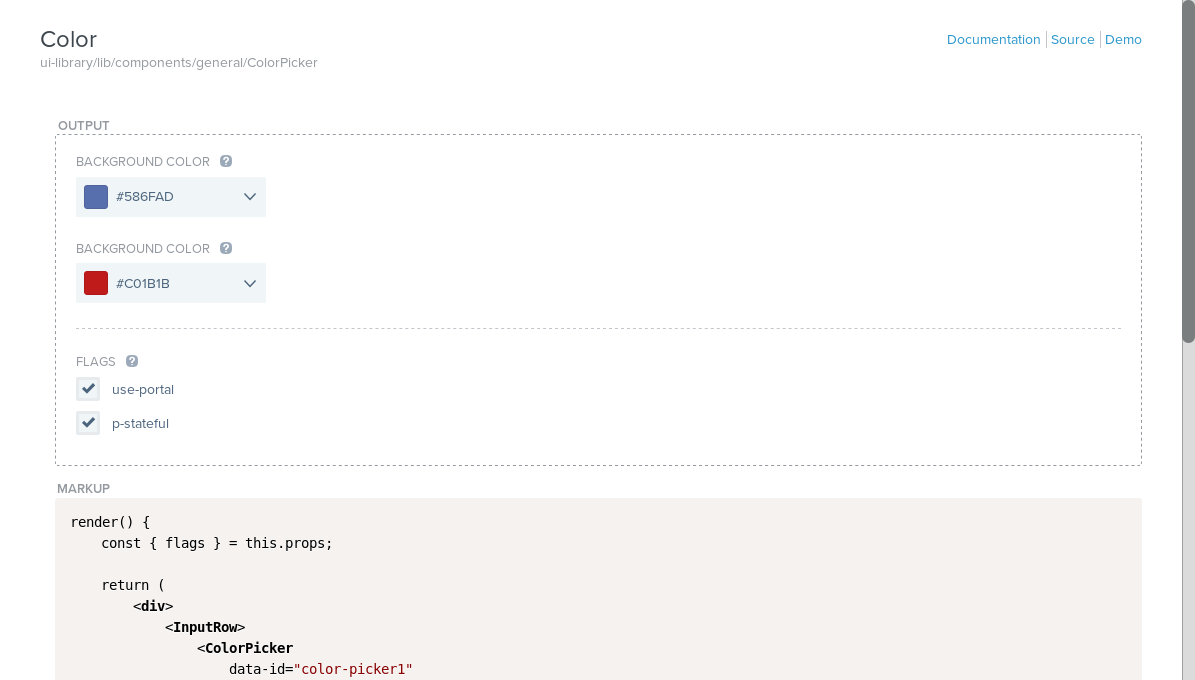 Color
Documentation Source Demo
ui-library/lib/components/general/ColorPicker
OUTPUT
BACKGROUND COLOR ?
#586FAD
BACKGROUND COLOR ?
#C01B1B
FLAGS ?
use-portal
p-stateful
MARKUP
render() {
    const { flags } = this.props;
    return (
        <div>
            <InputRow>
                <ColorPicker
                    data-id="color-picker1"